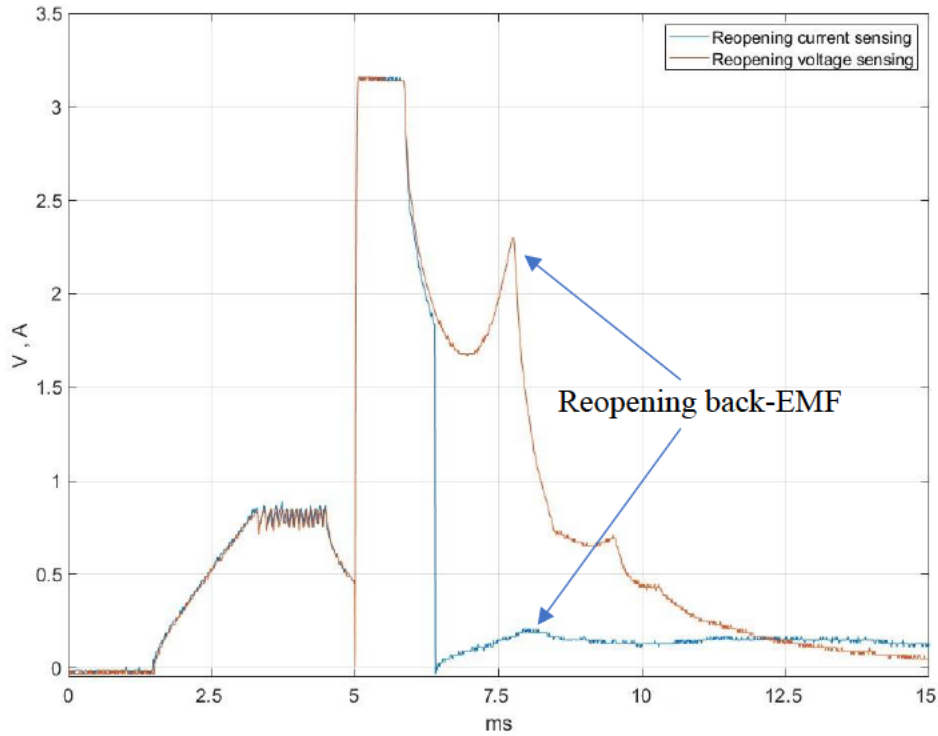 3.5
Reopening current sensing
Reopening voltage sensing
3
2.5
2
V , A
1.5
Reopening back-EMF
1
0.5
0
0 2.5 5 7.5 10 12.5 15
ms